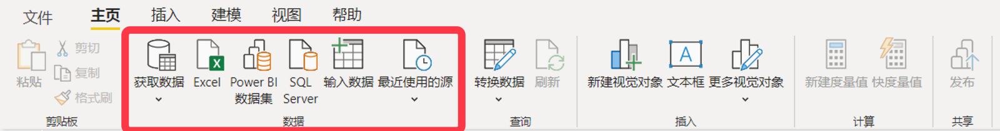 文件 主页 插入 建模 视图 帮助
剪切
复制
粘贴
格式刷
剪贴板
获取数据
Excel
Power BI
数据集
SQL
Server
输入数据
最近使用的源
数据
转换数据
刷新
查询
新建视觉对象
A
文本框
更多视觉对象
插入
新建度量值
快度量值
计算
发布
共享